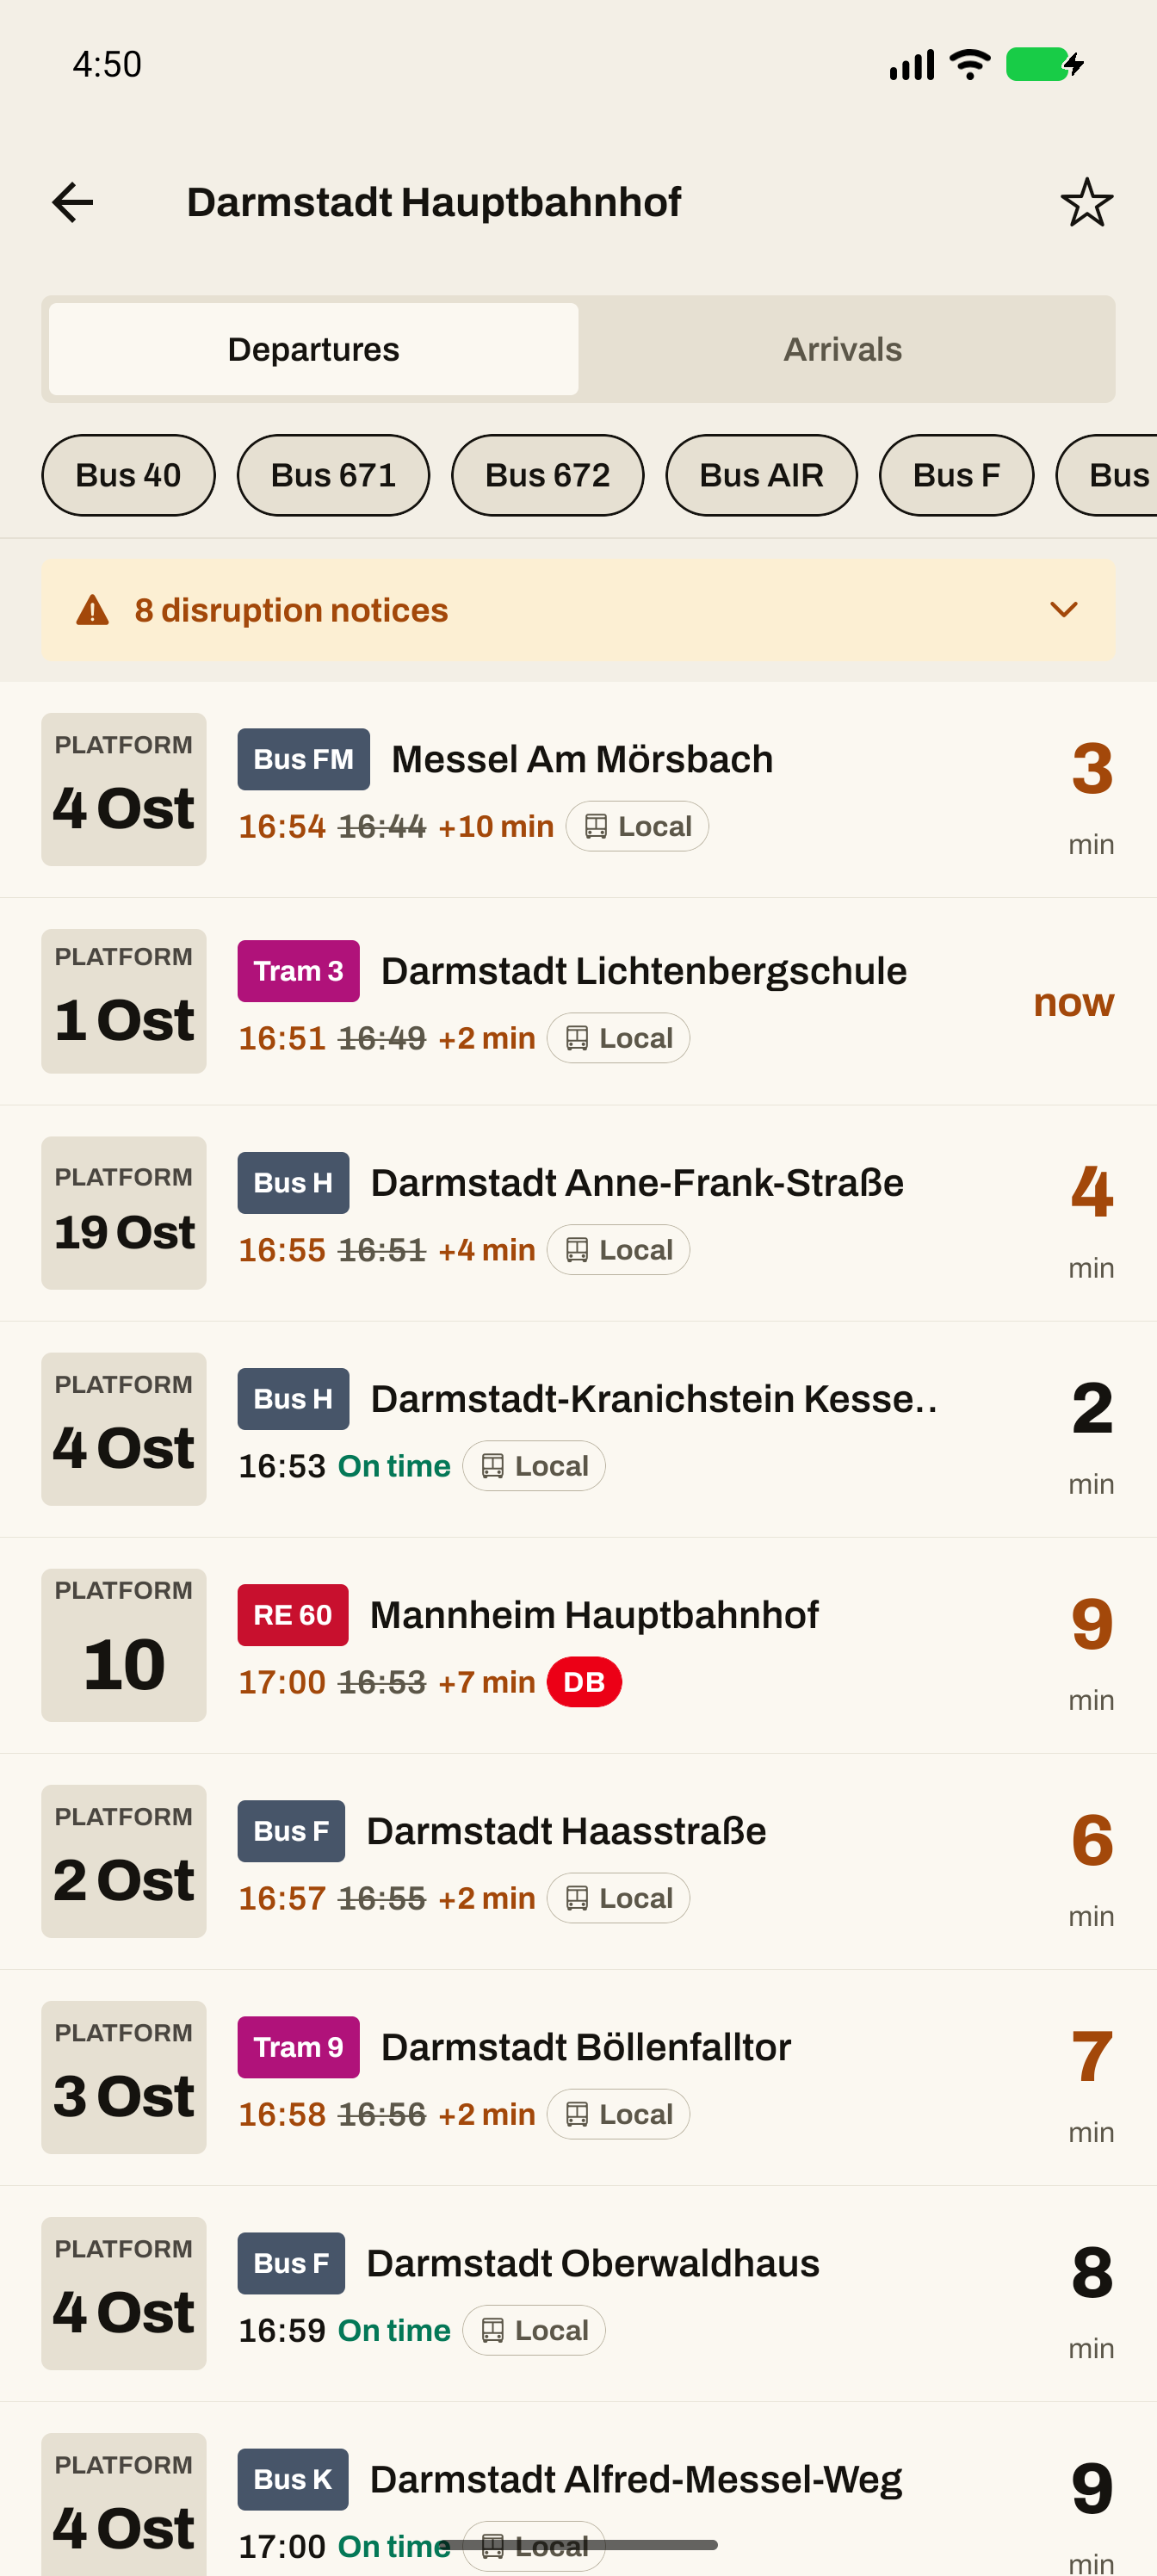 4:50
Darmstadt Hauptbahnhof
Departures Arrivals
Bus 40 Bus 671 Bus 672 Bus AIR Bus F Bus
8 disruption notices
PLATFORM
4 Ost
Bus FM Messel Am Mörsbach
16:54 16:44 +10 min Local
3
min
PLATFORM
1 Ost
Tram 3 Darmstadt Lichtenbergschule
16:51 16:49 +2 min Local
now
PLATFORM
19 Ost
Bus H Darmstadt Anne-Frank-Straße
16:55 16:51 +4 min Local
4
min
PLATFORM
4 Ost
Bus H Darmstadt-Kranichstein Kesse..
16:53 On time Local
2
min
PLATFORM
10
RE 60 Mannheim Hauptbahnhof
17:00 16:53 +7 min DB
9
min
PLATFORM
2 Ost
Bus F Darmstadt Haasstraße
16:57 16:55 +2 min Local
6
min
PLATFORM
3 Ost
Tram 9 Darmstadt Böllenfalltor
16:58 16:56 +2 min Local
7
min
PLATFORM
4 Ost
Bus F Darmstadt Oberwaldhaus
16:59 On time Local
8
min
PLATFORM
4 Ost
Bus K Darmstadt Alfred-Messel-Weg
17:00 On time Local
9
min